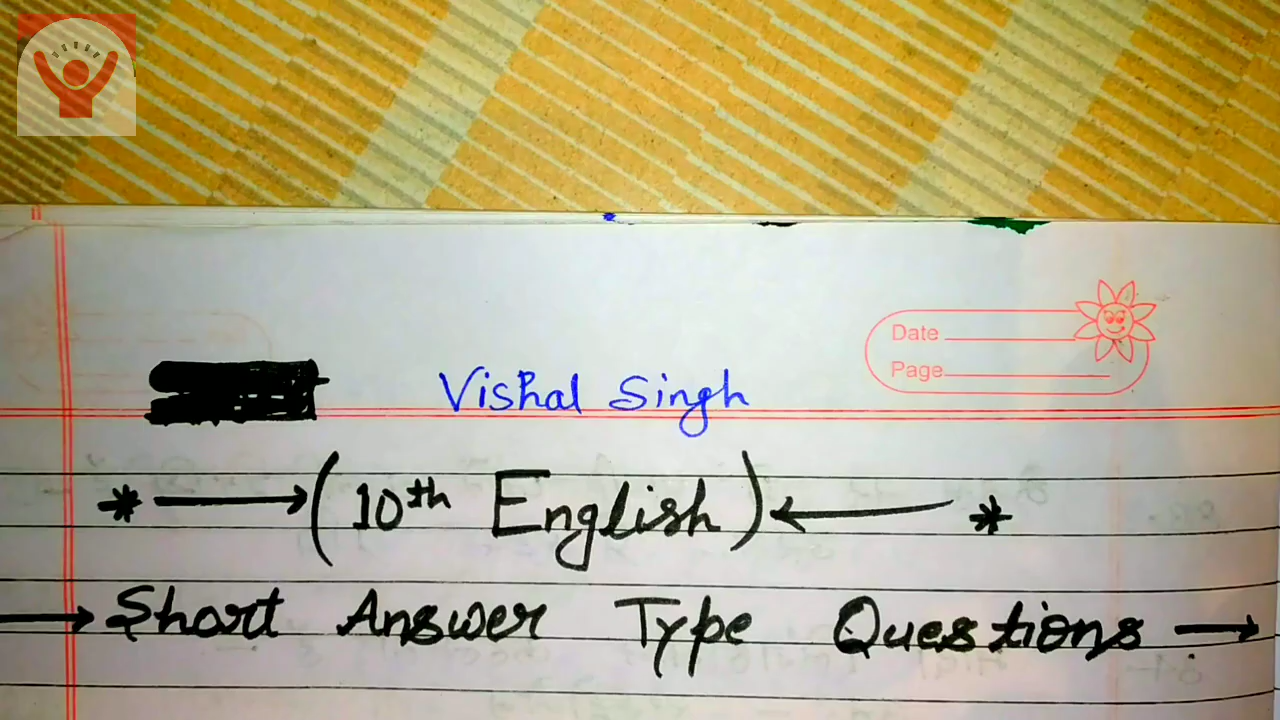 Date
Page
Vishal Singh
* → (10th English) ← *
→ Short Answer Type Questions →